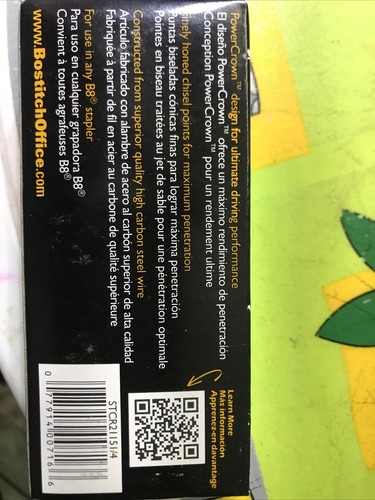 PowerCrown™ design for ultimate driving performance
El diseño PowerCrown™ ofrece un máximo rendimiento de penetración
Conception PowerCrown™ pour un rendement ultime
Finely honed chisel points for maximum penetration
Puntas biseladas cónicas finas para lograr máxima penetración
Pointes en biseau traitées au jet de sable pour une pénétration optimale
Constructed from superior quality high carbon steel wire
Artículo fabricado con alambre de acero al carbón superior de alta calidad
Fabriquée à partir de fil en acier au carbone de qualité supérieure
For use in any B8® stapler
Para uso en cualquier grapadora B8®
Convient à toutes agrafeuses B8®
www.BostitchOffice.com
Learn More
Más información
Apprenez-en davantage
STCR21151/4
0 77914 00716 6